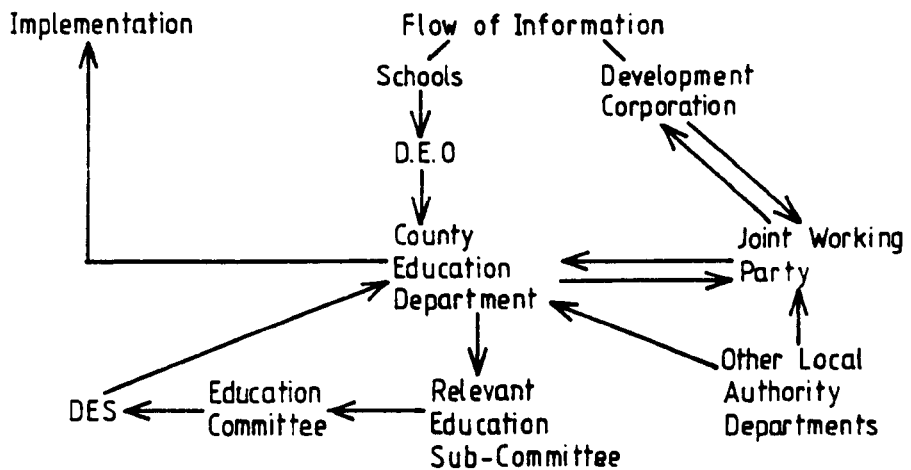 Implementation
Flow of Information
Schools
Development
Corporation
D.E.O
County
Education
Department
Joint Working
Party
DES
Education
Committee
Relevant
Education
Sub-Committee
Other Local
Authority
Departments